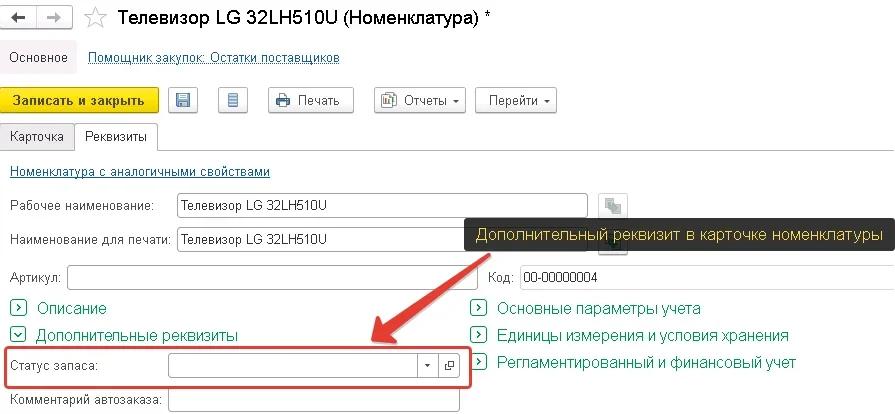 Телевизор LG 32LH510U (Номенклатура) *
Основное Помощник закупок: Остатки поставщиков
Записать и закрыть Печать Отчеты Перейти
Карточка Реквизиты
Номенклатура с аналогичными свойствами
Рабочее наименование: Телевизор LG 32LH510U
Дополнительный реквизит в карточке номенклатуры
Наименование для печати: Телевизор LG 32LH510U
Артикул: Код: 00-00000004
Описание Основные параметры учета
Дополнительные реквизиты Единицы измерения и условия хранения
Статус запаса: Регламентированный и финансовый учет
Комментарий автозаказа: